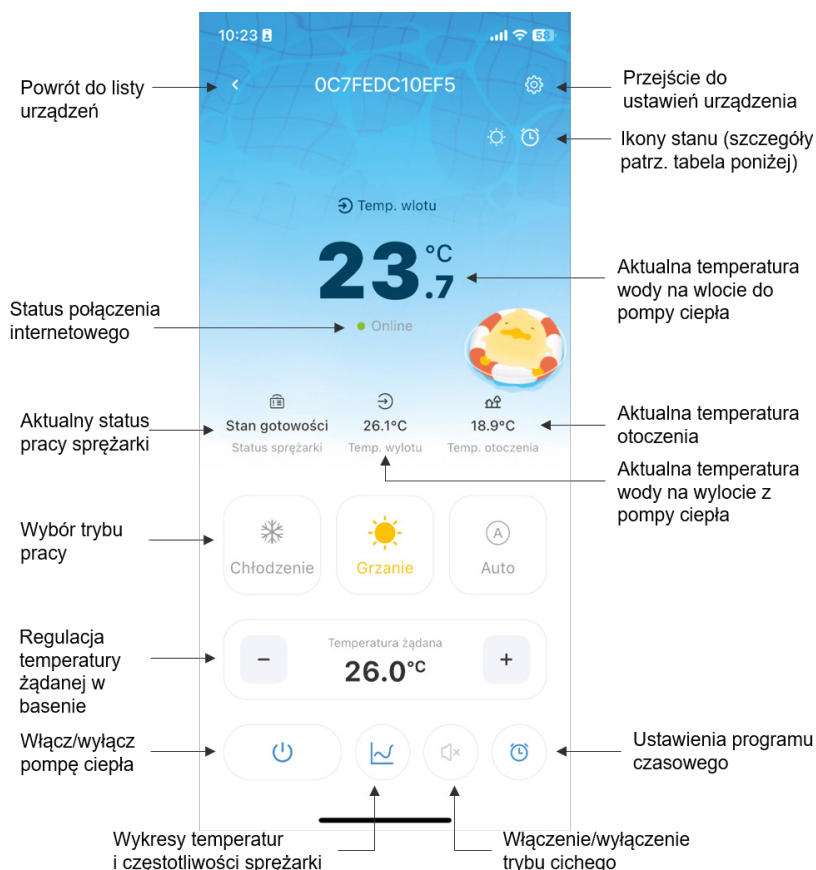 10:23
58
Powrót do listy
urządzeń
0C7FEDC10EF5
Przejście do
ustawień urządzenia
Ikony stanu (szczegóły
patrz. tabela poniżej)
Temp. wlotu
23.7°C
Aktualna temperatura
wody na wlocie do
pompy ciepła
Status połączenia
internetowego
Online
Aktualny status
pracy sprężarki
Stan gotowości
Status sprężarki
26.1°C
Temp. wylotu
18.9°C
Temp. otoczenia
Aktualna temperatura
otoczenia
Aktualna temperatura
wody na wylocie z
pompy ciepła
Wybór trybu
pracy
Chłodzenie
Grzanie
A
Auto
Regulacja
temperatury
żądanej w
basenie
Temperatura żądana
− 26.0°C +
Włącz/wyłącz
pompę ciepła
Ustawienia programu
czasowego
Wykresy temperatur
i częstotliwości sprężarki
Włączenie/wyłączenie
trybu cichego